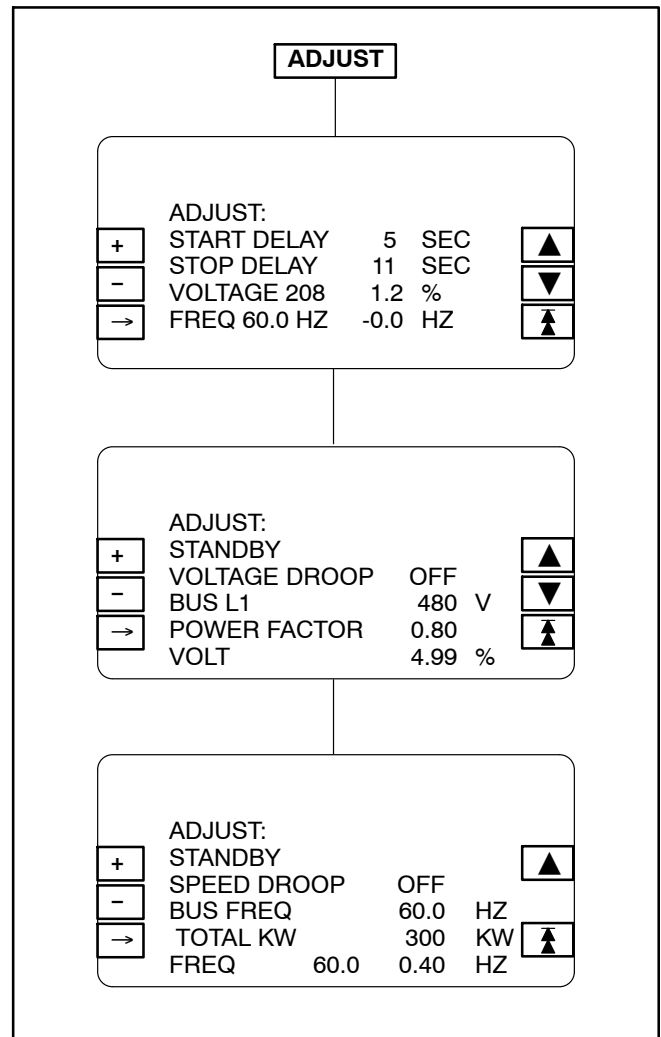 ADJUST
ADJUST:
+ START DELAY 5 SEC ▲
− STOP DELAY 11 SEC ▼
VOLTAGE 208 1.2 %
→ FREQ 60.0 HZ -0.0 HZ
ADJUST:
+ STANDBY ▲
VOLTAGE DROOP OFF
− BUS L1 480 V ▼
→ POWER FACTOR 0.80
VOLT 4.99 %
ADJUST:
+ STANDBY ▲
SPEED DROOP OFF
− BUS FREQ 60.0 HZ
→ TOTAL KW 300 KW
FREQ 60.0 0.40 HZ